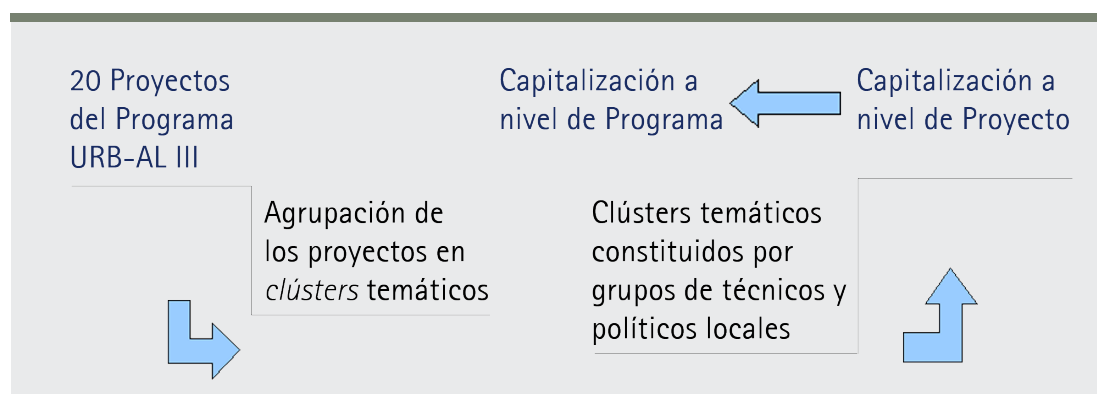 20 Proyectos
del Programa
URB-AL III
Agrupación de
los proyectos en
clústers temáticos
Clústers temáticos
constituidos por
grupos de técnicos y
políticos locales
Capitalización a
nivel de Proyecto
Capitalización a
nivel de Programa